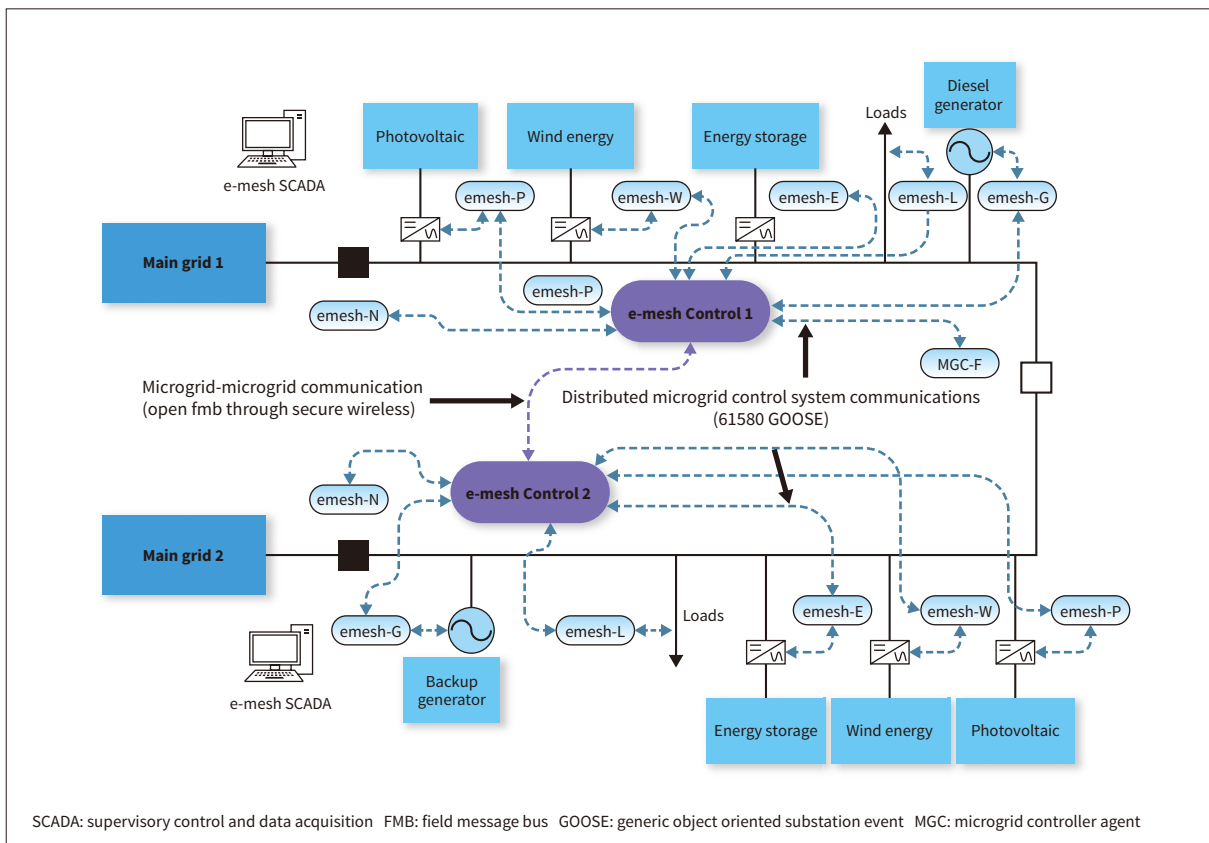 Diesel
generator
Loads
Photovoltaic
Wind energy
Energy storage
e-mesh SCADA
emesh-P
emesh-W
emesh-E
emesh-L
emesh-G
Main grid 1
emesh-P
e-mesh Control 1
emesh-N
MGC-F
Microgrid-microgrid communication
(open fmb through secure wireless)
Distributed microgrid control system communications
(61580 GOOSE)
e-mesh Control 2
emesh-N
Main grid 2
emesh-G
emesh-L
Loads
emesh-E
emesh-W
emesh-P
e-mesh SCADA
Backup
generator
Energy storage
Wind energy
Photovoltaic
SCADA: supervisory control and data acquisition FMB: field message bus GOOSE: generic object oriented substation event MGC: microgrid controller agent